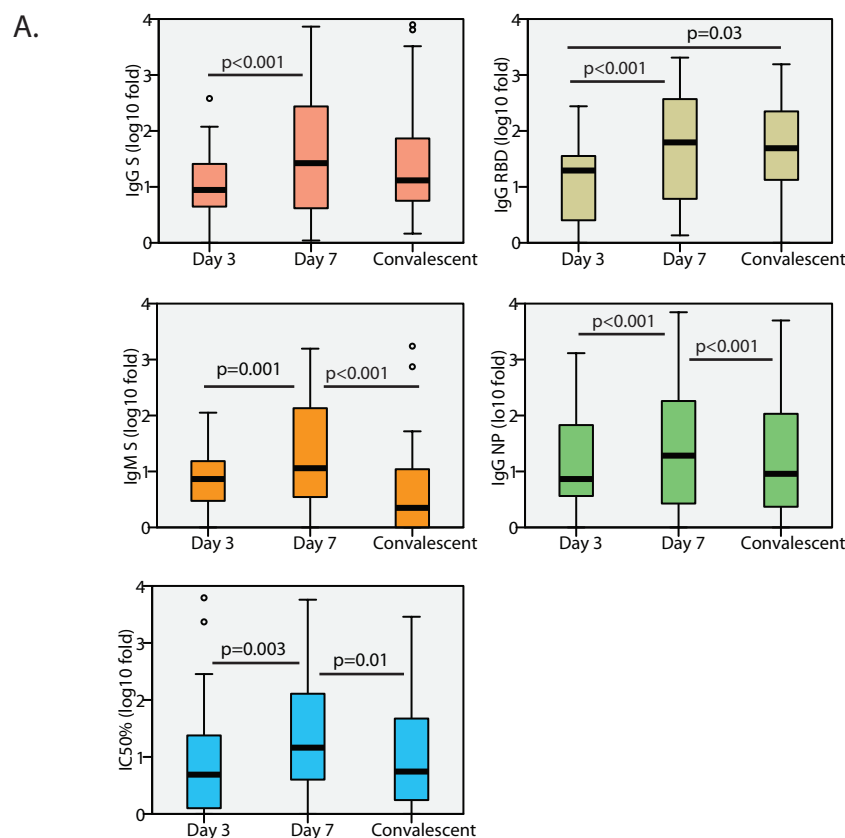 A.
IgG S (log10 fold)
4
3
2
1
0
p<0.001
Day 3
Day 7
Convalescent
IgG RBD (log10 fold)
4
3
2
1
0
p=0.03
p<0.001
Day 3
Day 7
Convalescent
IgM S (log10 fold)
4
3
2
1
0
p=0.001
p<0.001
Day 3
Day 7
Convalescent
IgG NP (lo10 fold)
4
3
2
1
0
p<0.001
p<0.001
Day 3
Day 7
Convalescent
IC50% (log10 fold)
4
3
2
1
0
p=0.003
p=0.01
Day 3
Day 7
Convalescent